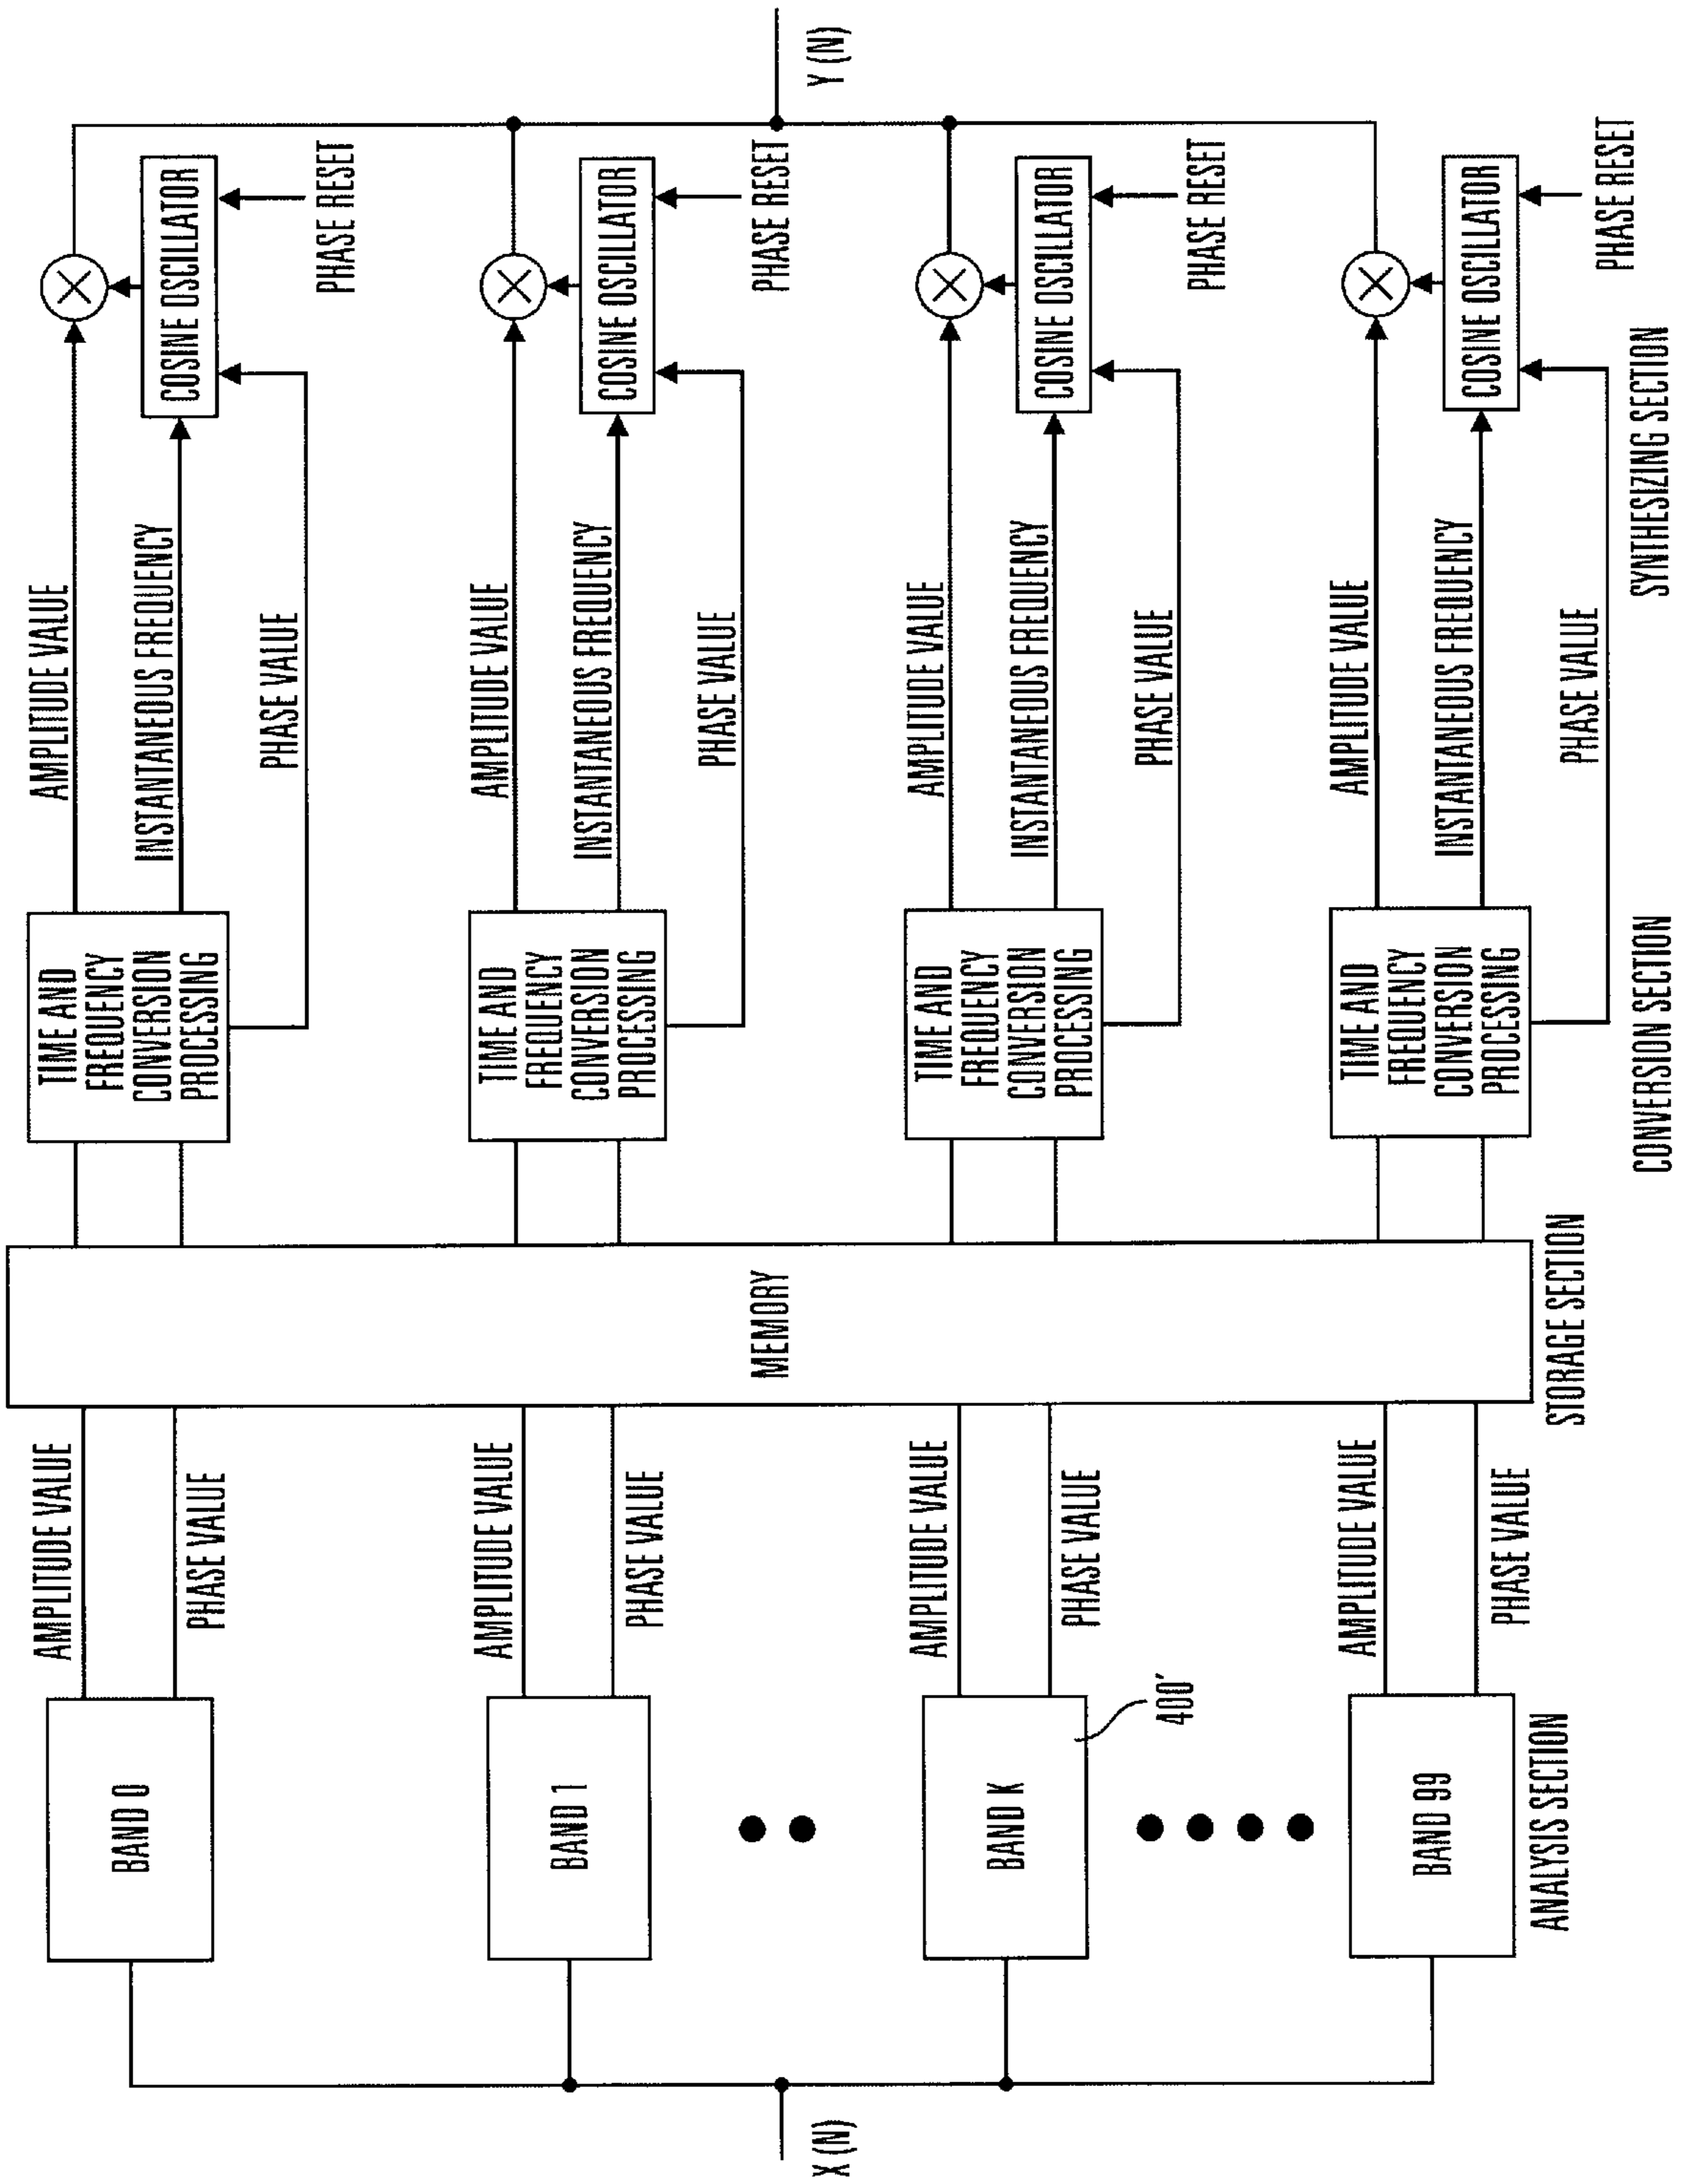 X (N)
BAND 0
AMPLITUDE VALUE
PHASE VALUE
BAND 1
AMPLITUDE VALUE
PHASE VALUE
BAND K
400'
AMPLITUDE VALUE
PHASE VALUE
BAND 99
AMPLITUDE VALUE
PHASE VALUE
ANALYSIS SECTION
MEMORY
STORAGE SECTION
TIME AND
FREQUENCY
CONVERSION
PROCESSING
AMPLITUDE VALUE
INSTANTANEOUS FREQUENCY
PHASE VALUE
COSINE OSCILLATOR
PHASE RESET
TIME AND
FREQUENCY
CONVERSION
PROCESSING
AMPLITUDE VALUE
INSTANTANEOUS FREQUENCY
PHASE VALUE
COSINE OSCILLATOR
PHASE RESET
TIME AND
FREQUENCY
CONVERSION
PROCESSING
AMPLITUDE VALUE
INSTANTANEOUS FREQUENCY
PHASE VALUE
COSINE OSCILLATOR
PHASE RESET
TIME AND
FREQUENCY
CONVERSION
PROCESSING
AMPLITUDE VALUE
INSTANTANEOUS FREQUENCY
PHASE VALUE
COSINE OSCILLATOR
PHASE RESET
CONVERSION SECTION
SYNTHESIZING SECTION
Y (N)